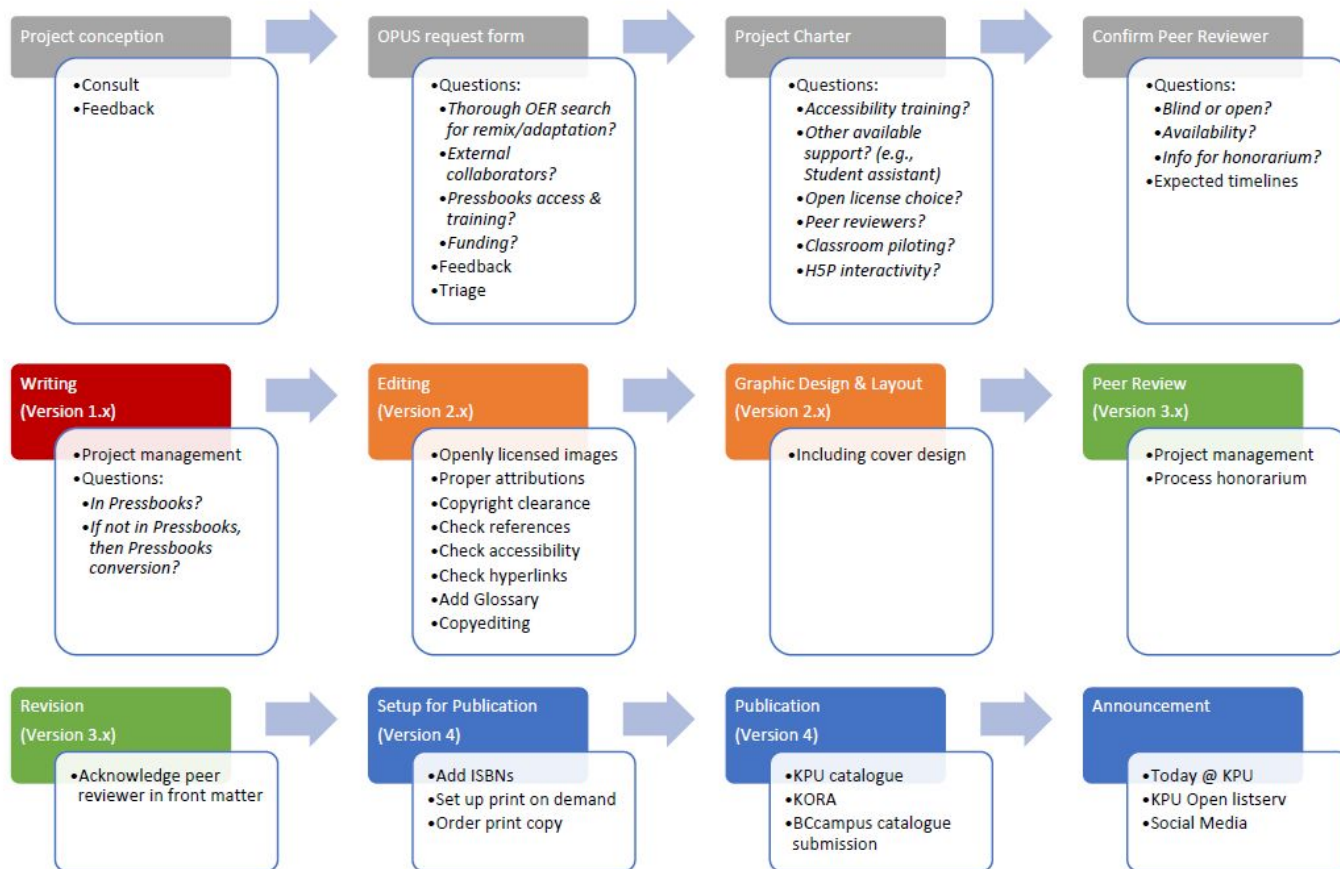 Project conception
•Consult
•Feedback
OPUS request form
•Questions:
•Thorough OER search
for remix/adaptation?
•External
collaborators?
•Pressbooks access &
training?
•Funding?
•Feedback
•Triage
Project Charter
•Questions:
•Accessibility training?
•Other available
support? (e.g.,
Student assistant)
•Open license choice?
•Peer reviewers?
•Classroom piloting?
•H5P interactivity?
Confirm Peer Reviewer
•Questions:
•Blind or open?
•Availability?
•Info for honorarium?
•Expected timelines
Writing
(Version 1.x)
•Project management
•Questions:
•In Pressbooks?
•If not in Pressbooks,
then Pressbooks
conversion?
Editing
(Version 2.x)
•Openly licensed images
•Proper attributions
•Copyright clearance
•Check references
•Check accessibility
•Check hyperlinks
•Add Glossary
•Copyediting
Graphic Design & Layout
(Version 2.x)
•Including cover design
Peer Review
(Version 3.x)
•Project management
•Process honorarium
Revision
(Version 3.x)
•Acknowledge peer
reviewer in front matter
Setup for Publication
(Version 4)
•Add ISBNs
•Set up print on demand
•Order print copy
Publication
(Version 4)
•KPU catalogue
•KORA
•BCcampus catalogue
submission
Announcement
•Today @ KPU
•KPU Open listserv
•Social Media